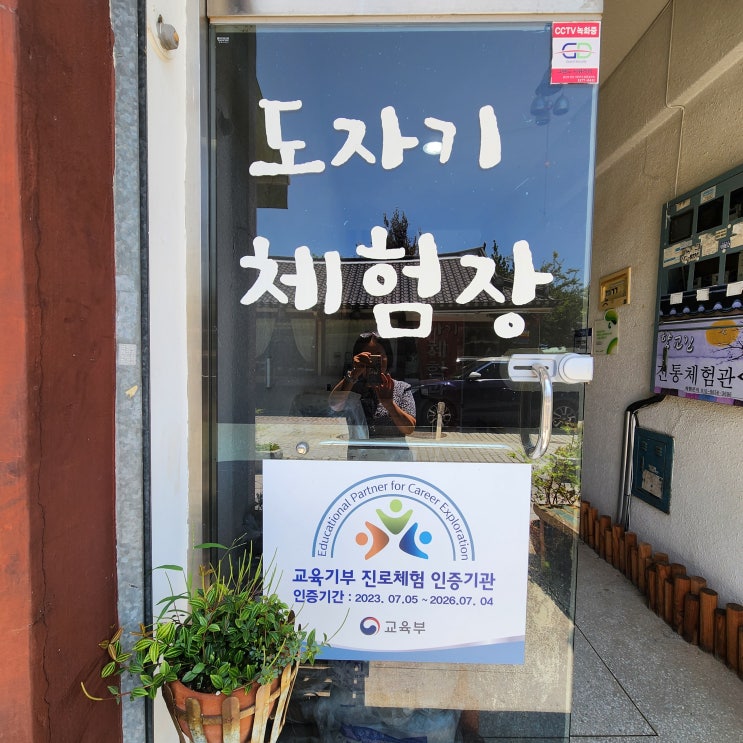 CCTV 녹화중
도자기
체험장
Educational Partner for Career Exploration
교육기부 진로체험 인증기관
인증기간 : 2023. 07.05 ~ 2026.07. 04
교육부
전통체험관